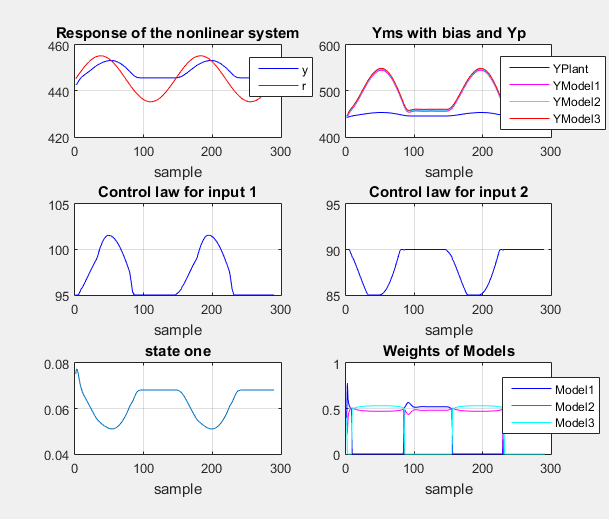 Response of the nonlinear system
460
440
420
0
100
200
300
sample
y
r
Yms with bias and Yp
600
500
400
0
100
200
300
sample
YPlant
YModel1
YModel2
YModel3
Control law for input 1
105
100
95
0
100
200
300
sample
Control law for input 2
95
90
85
0
100
200
300
sample
state one
0.08
0.06
0.04
0
100
200
300
sample
Weights of Models
1
0.5
0
0
100
200
300
sample
Model1
Model2
Model3